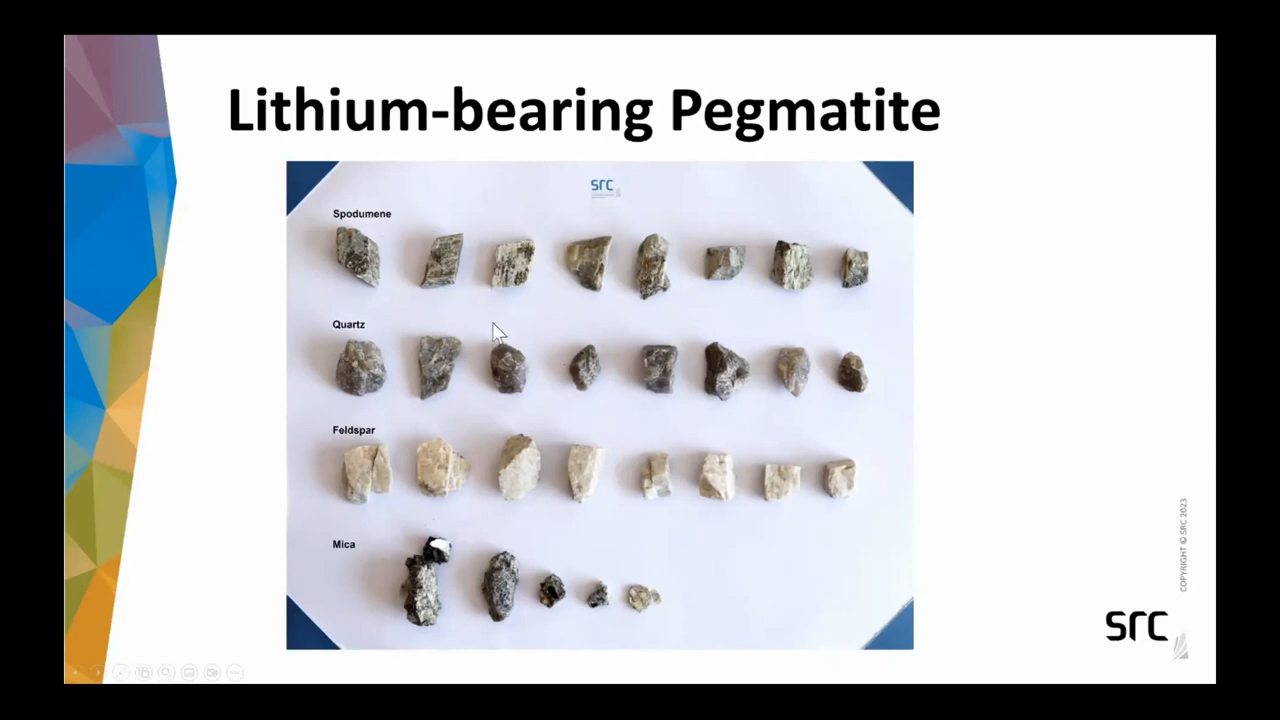 Lithium-bearing Pegmatite
src
Spodumene
Quartz
Feldspar
Mica
COPYRIGHT © SRC 2023
src